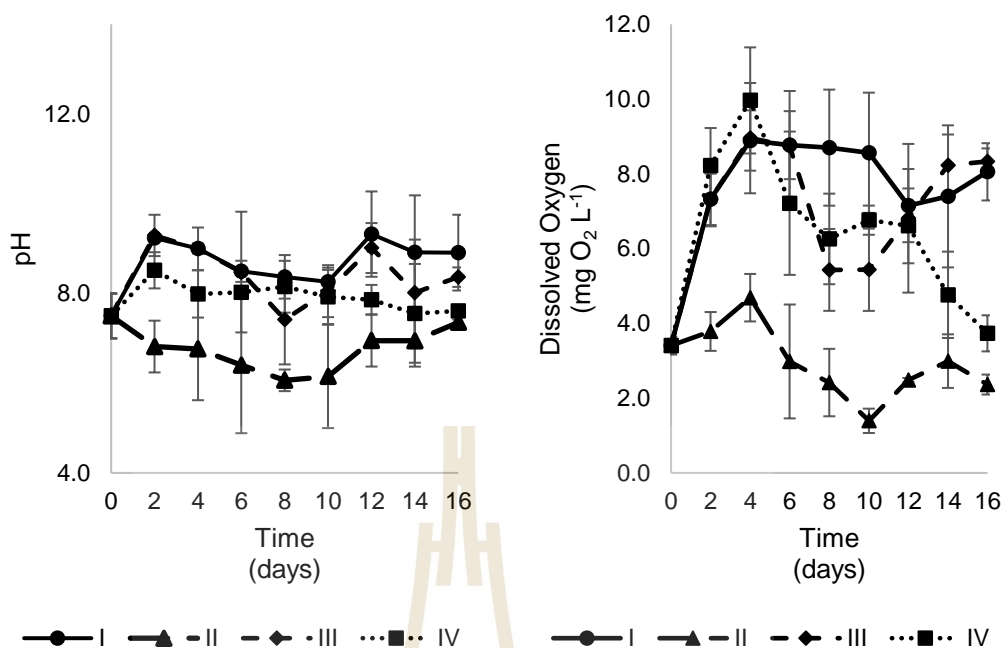 pH
12.0
8.0
4.0
0 2 4 6 8 10 12 14 16
Time
(days)
I II III IV
Dissolved Oxygen
(mg O₂ L⁻¹)
12.0
10.0
8.0
6.0
4.0
2.0
0.0
0 2 4 6 8 10 12 14 16
Time
(days)
I II III IV